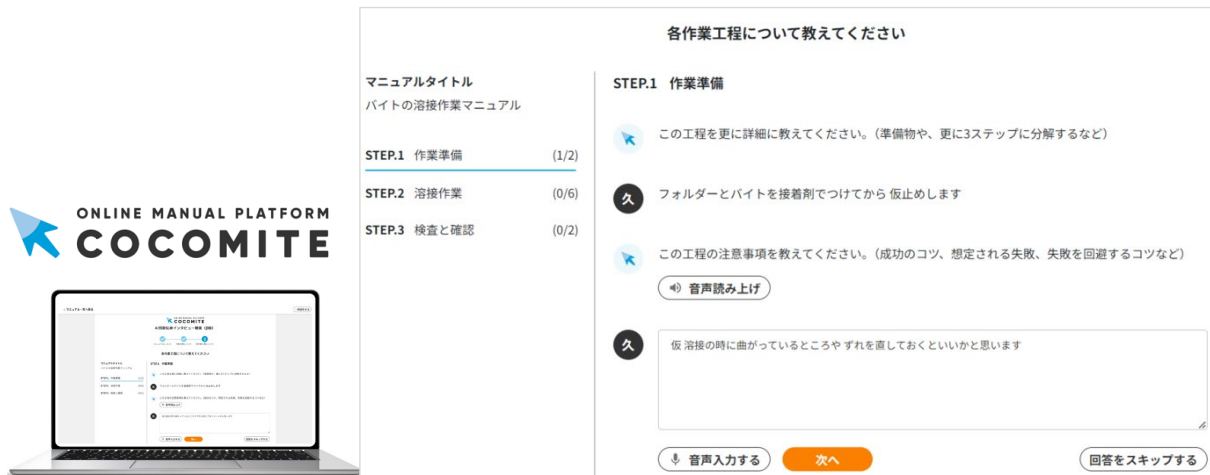 ONLINE MANUAL PLATFORM
COCOMITE
各作業工程について教えてください
マニュアルタイトル
バイトの溶接作業マニュアル
STEP.1 作業準備 (1/2)
STEP.2 溶接作業 (0/6)
STEP.3 検査と確認 (0/2)
STEP.1 作業準備
この工程を更に詳細に教えてください。（準備物や、更に3ステップに分解するなど）
久 フォルダーとバイトを接着剤でつけてから 仮止めします
この工程の注意事項を教えてください。（成功のコツ、想定される失敗、失敗を回避するコツなど）
音声読み上げ
久 仮 溶接の時に曲がっているところや ずれを直しておくといいかと思います
音声入力する 次へ 回答をスキップする